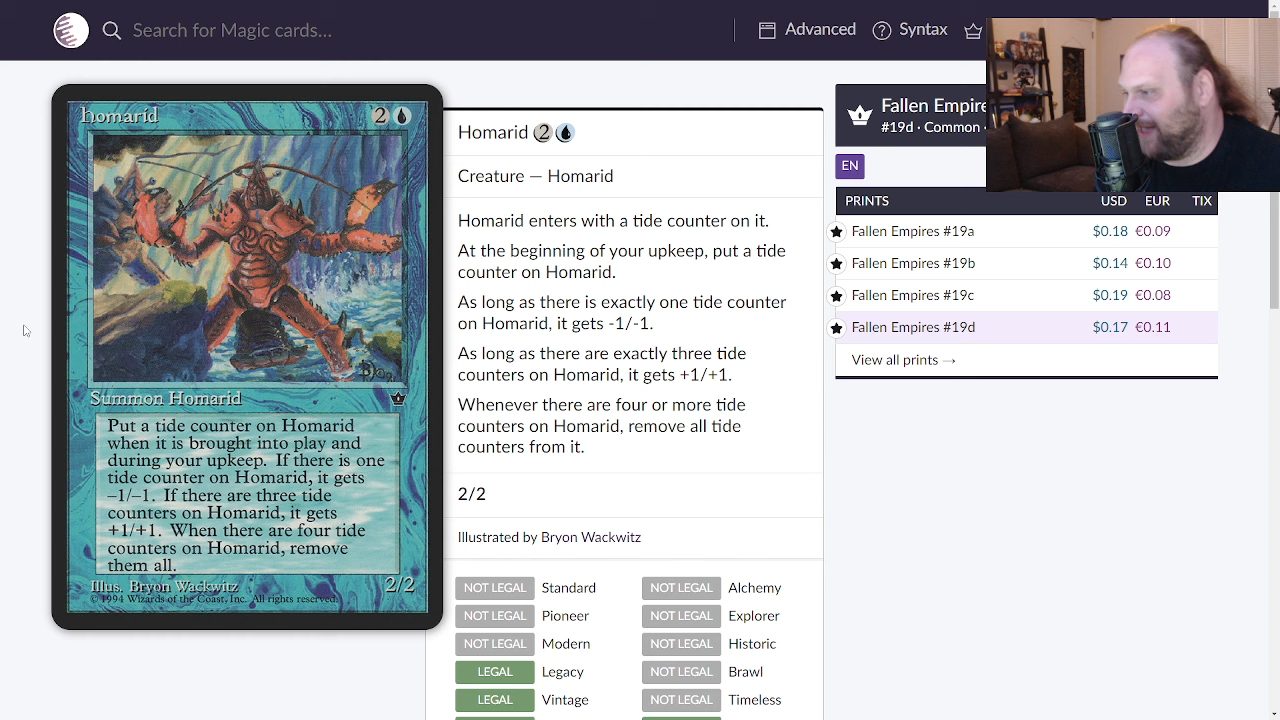 Search for Magic cards...
Advanced
Syntax
homarid 2
Summon Homarid
Put a tide counter on Homarid
when it is brought into play and
during your upkeep. If there is one
tide counter on Homarid, it gets
–1/–1. If there are three tide
counters on Homarid, it gets
+1/+1. When there are four tide
counters on Homarid, remove
them all.
Illus. Bryon Wackwitz 2/2
© 1994 Wizards of the Coast, Inc. All rights reserved.
Homarid 2
Creature — Homarid
Homarid enters with a tide counter on it.
At the beginning of your upkeep, put a tide
counter on Homarid.
As long as there is exactly one tide counter
on Homarid, it gets -1/-1.
As long as there are exactly three tide
counters on Homarid, it gets +1/+1.
Whenever there are four or more tide
counters on Homarid, remove all tide
counters from it.
2/2
Illustrated by Bryon Wackwitz
NOT LEGAL Standard NOT LEGAL Alchemy
NOT LEGAL Pioneer NOT LEGAL Explorer
NOT LEGAL Modern NOT LEGAL Historic
LEGAL Legacy NOT LEGAL Brawl
LEGAL Vintage NOT LEGAL Timeless
Fallen Empire
#19d · Common ·
EN
PRINTS USD EUR TIX
Fallen Empires #19a $0.18 €0.09
Fallen Empires #19b $0.14 €0.10
Fallen Empires #19c $0.19 €0.08
Fallen Empires #19d $0.17 €0.11
View all prints →